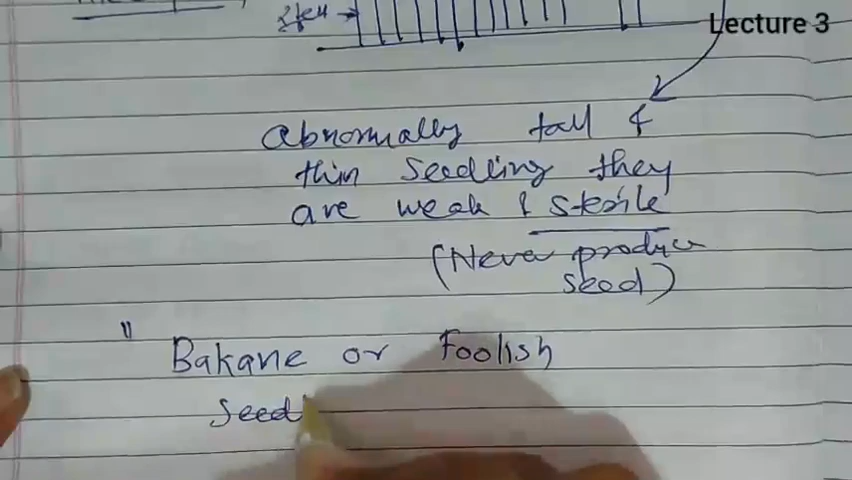 Lecture 3
Abnormally tall &
thin Seedling they
are weak & sterile
(Never produce
seed)
" Bakane or Foolish
Seed